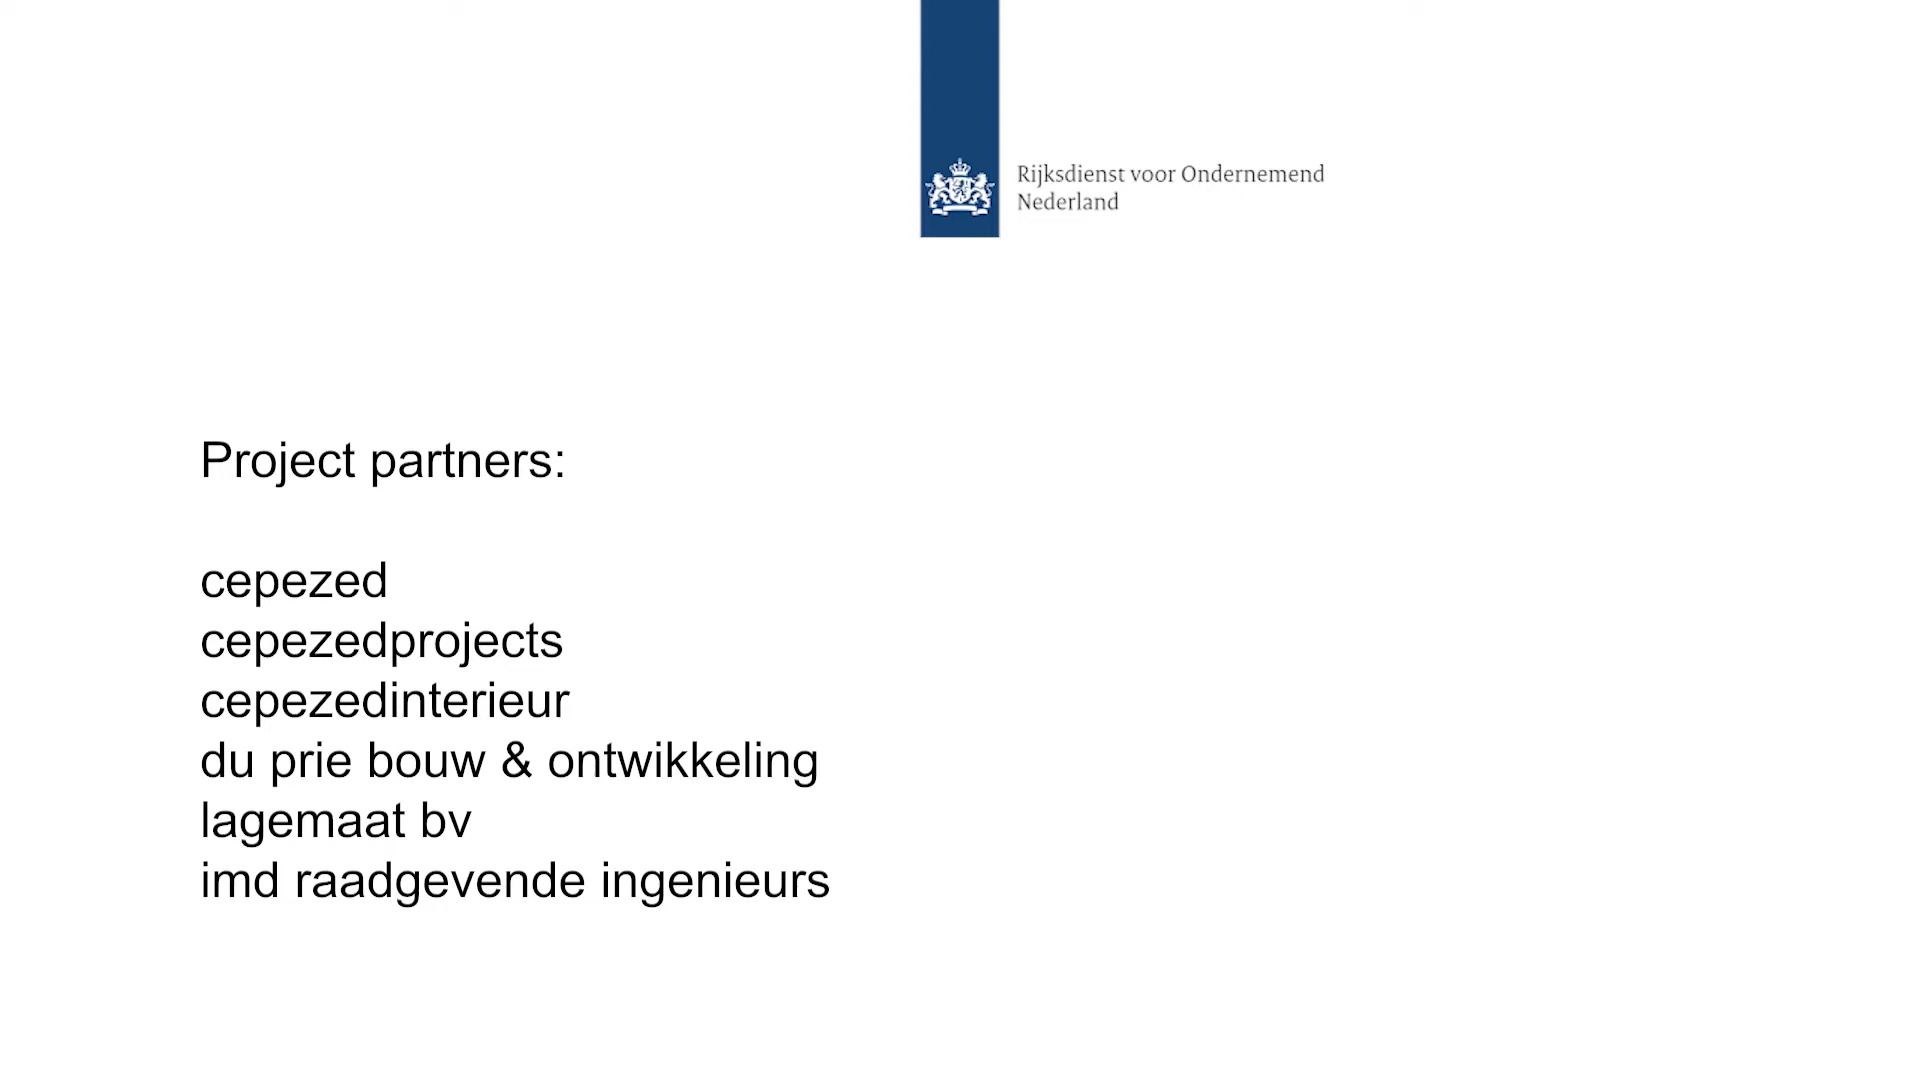 Rijksdienst voor Ondernemend
Nederland
Project partners:
cepezed
cepezedprojects
cepezedinterieur
du prie bouw & ontwikkeling
lagemaat bv
imd raadgevende ingenieurs